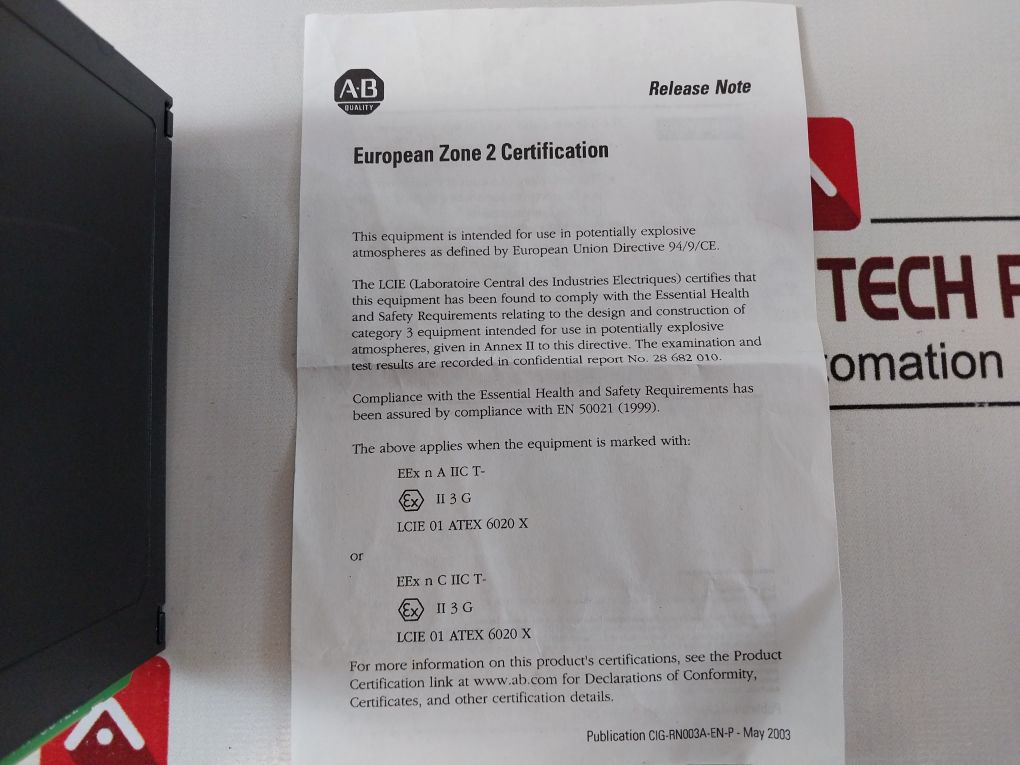 A-B
QUALITY
Release Note
European Zone 2 Certification
This equipment is intended for use in potentially explosive
atmospheres as defined by European Union Directive 94/9/CE.
The LCIE (Laboratoire Central des Industries Electriques) certifies that
this equipment has been found to comply with the Essential Health
and Safety Requirements relating to the design and construction of
category 3 equipment intended for use in potentially explosive
atmospheres, given in Annex II to this directive. The examination and
test results are recorded in confidential report No. 28 682 010.
Compliance with the Essential Health and Safety Requirements has
been assured by compliance with EN 50021 (1999).
The above applies when the equipment is marked with:
EEx n A IIC T-
Ex II 3 G
LCIE 01 ATEX 6020 X
or
EEx n C IIC T-
Ex II 3 G
LCIE 01 ATEX 6020 X
For more information on this product's certifications, see the Product
Certification link at www.ab.com for Declarations of Conformity,
Certificates, and other certification details.
Publication CIG-RN003A-EN-P - May 2003
TECH
omation